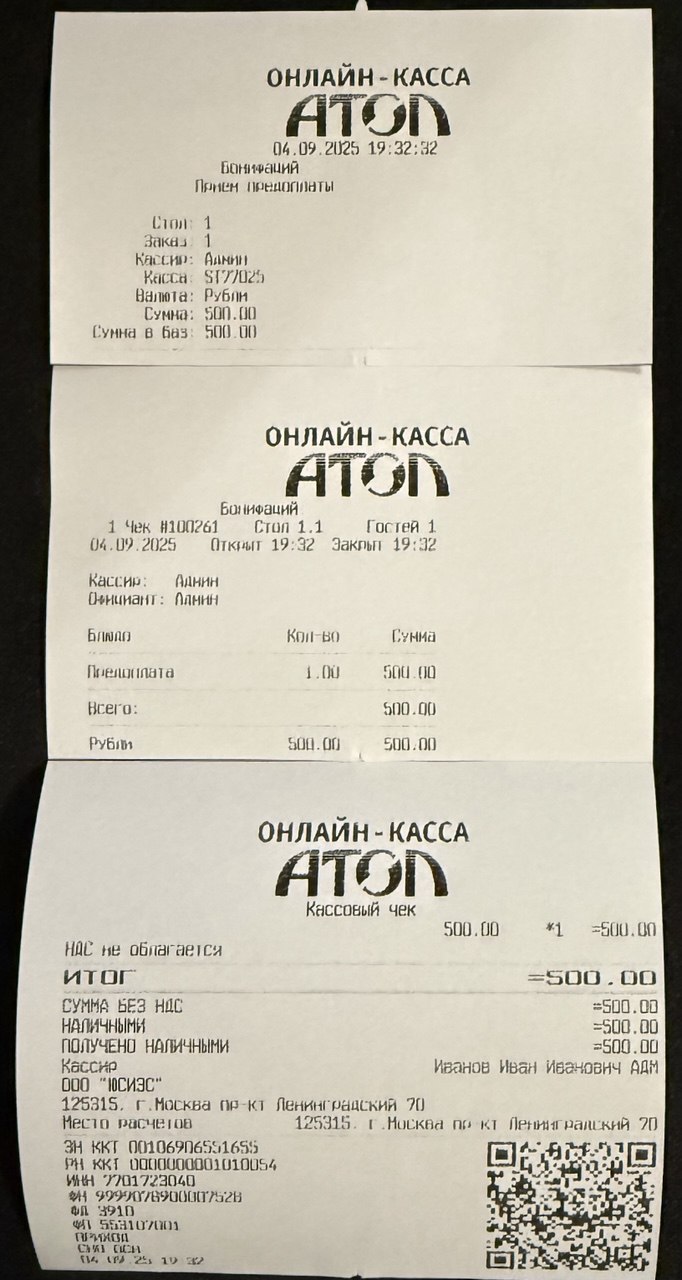 ОНЛАЙН-КАССА
АТОЛ
04.09.2025 19:32:32
Бонифаций
Прием предоплаты
Стол: 1
Заказ: 1
Кассир: Админ
Касса: ST77025
Валюта: Рубли
Сумма: 500.00
Сумма в баз: 500.00
ОНЛАЙН-КАССА
АТОЛ
Бонифаций
1 Чек #100261 Стол 1.1 Гостей 1
04.09.2025 Открыт 19:32 Закрыт 19:32
Кассир: Админ
Официант: Админ
Блюдо Кол-во Сумма
Предоплата 1.00 500.00
Всего: 500.00
Рубли 500.00 500.00
ОНЛАЙН-КАССА
АТОЛ
Кассовый чек
500.00 *1 =500.00
НДС не облагается
ИТОГ =500.00
СУММА БЕЗ НДС =500.00
НАЛИЧНЫМИ =500.00
ПОЛУЧЕНО НАЛИЧНЫМИ =500.00
Кассир Иванов Иван Иванович АДМ
ООО "ЮСИЭС"
125315, г.Москва пр-кт Ленинградский 70
Место расчетов 125315, г.Москва пр-кт Ленинградский 70
ЗН ККТ 00106906551655
РН ККТ 0000000001010054
ИНН 7701723040
ФН 9999078900007528
ФД 3910
ФП 553107001
ПРИХОД
СНО ОСН
04.09.25 19:32